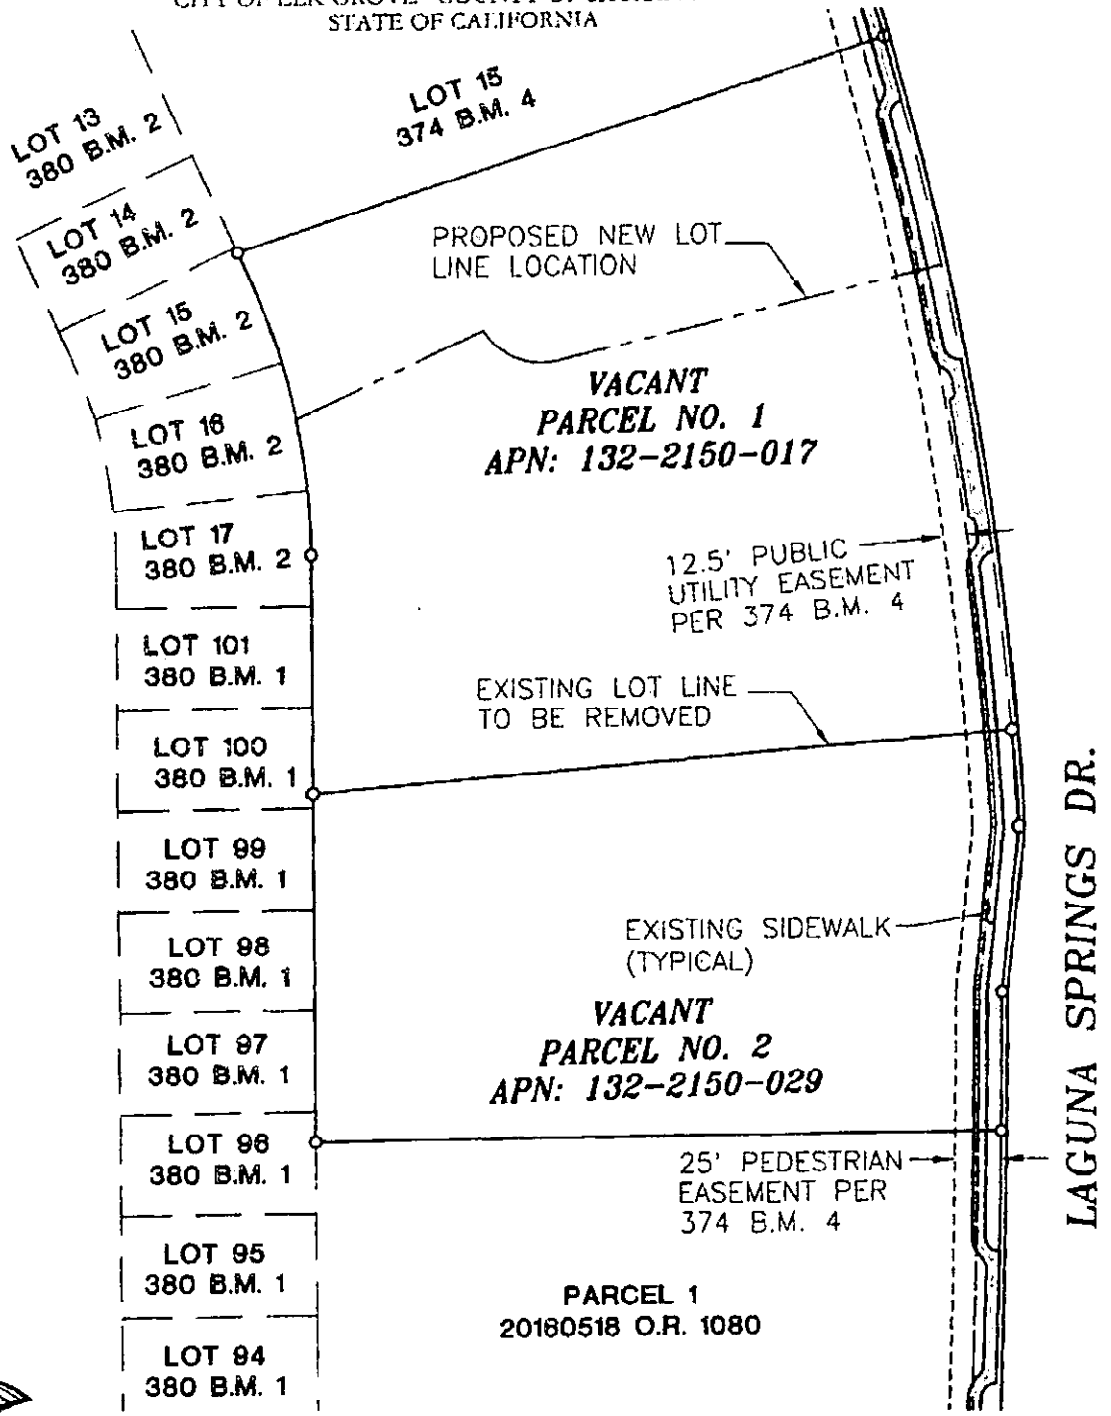 STATE OF CALIFORNIA
LOT 15
374 B.M. 4
LOT 13
380 B.M. 2
LOT 14
380 B.M. 2
PROPOSED NEW LOT
LINE LOCATION
LOT 15
380 B.M. 2
VACANT
PARCEL NO. 1
APN: 132-2150-017
LOT 16
380 B.M. 2
LOT 17
380 B.M. 2
12.5' PUBLIC
UTILITY EASEMENT
PER 374 B.M. 4
LOT 101
380 B.M. 1
EXISTING LOT LINE
TO BE REMOVED
LOT 100
380 B.M. 1
LOT 99
380 B.M. 1
EXISTING SIDEWALK
(TYPICAL)
LOT 98
380 B.M. 1
VACANT
PARCEL NO. 2
APN: 132-2150-029
LOT 97
380 B.M. 1
LAGUNA SPRINGS DR.
LOT 96
380 B.M. 1
25' PEDESTRIAN
EASEMENT PER
374 B.M. 4
LOT 95
380 B.M. 1
PARCEL 1
20160518 O.R. 1080
LOT 94
380 B.M. 1